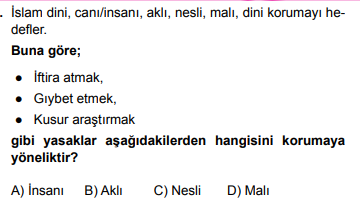 . İslam dini, canı/insanı, aklı, nesli, malı, dini korumayı he-
defler.
Buna göre;
• İftira atmak,
• Gıybet etmek,
• Kusur araştırmak
gibi yasaklar aşağıdakilerden hangisini korumaya
yöneliktir?
A) İnsanı B) Aklı C) Nesli D) Malı